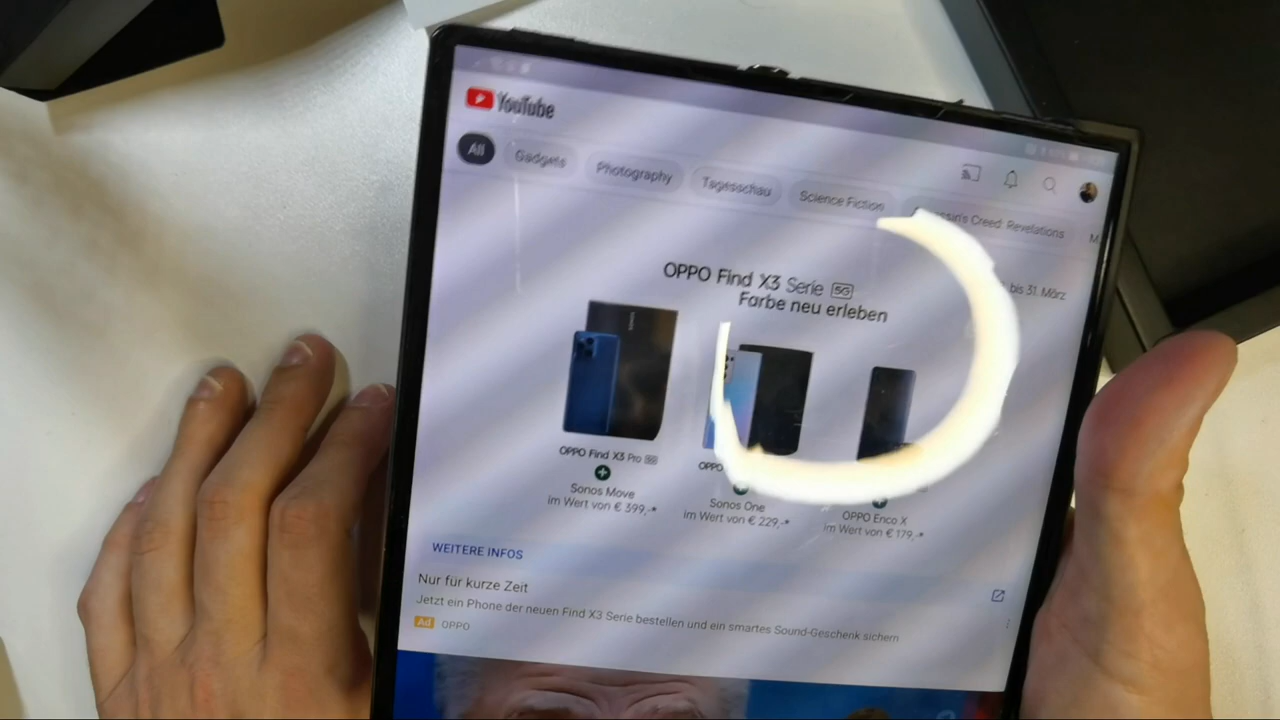 YouTube
All Gadgets Photography Tagesschau Science Fiction Creed: Revelations M
OPPO Find X3 Serie 5G
Farbe neu erleben
bis 31. März
SONOS
OPPO Find X3 Pro 5G
Sonos Move
im Wert von € 399,-*
OPPO
Sonos One
im Wert von € 229,-*
OPPO Enco X
im Wert von € 179,-*
WEITERE INFOS
Nur für kurze Zeit
Jetzt ein Phone der neuen Find X3 Serie bestellen und ein smartes Sound-Geschenk sichern
Ad OPPO